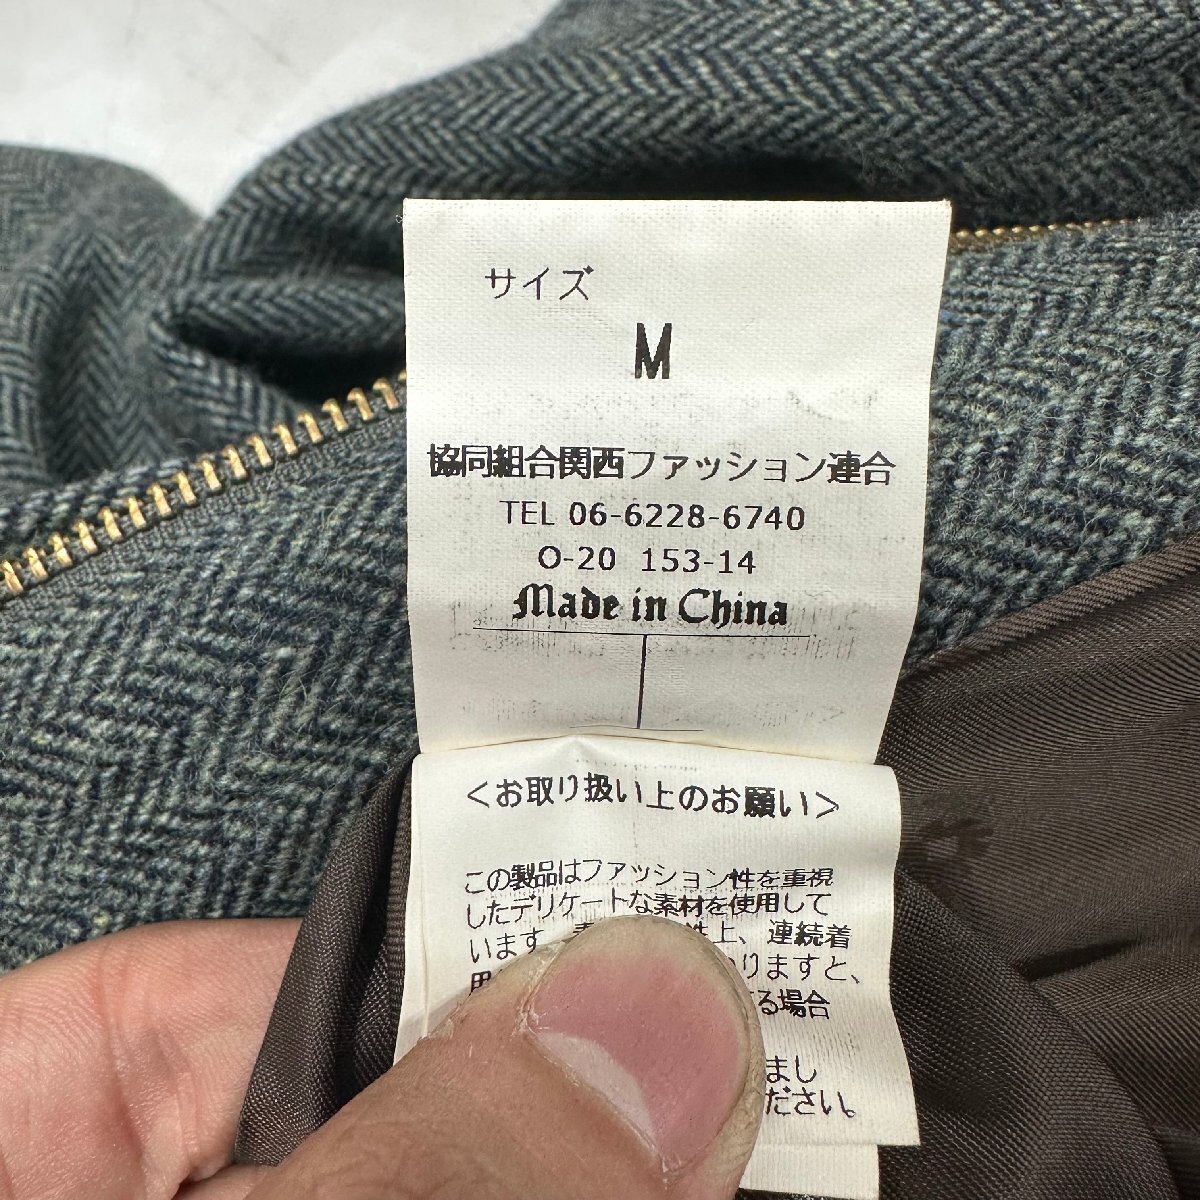 サイズ
M
協同組合関西ファッション連合
TEL 06-6228-6740
O-20 153-14
Made in China
＜お取り扱い上のお願い＞
この製品はファッション性を重視
したデリケートな素材を使用して
います 性上、連続着
用 りますと、
る場合
まし
ださい。